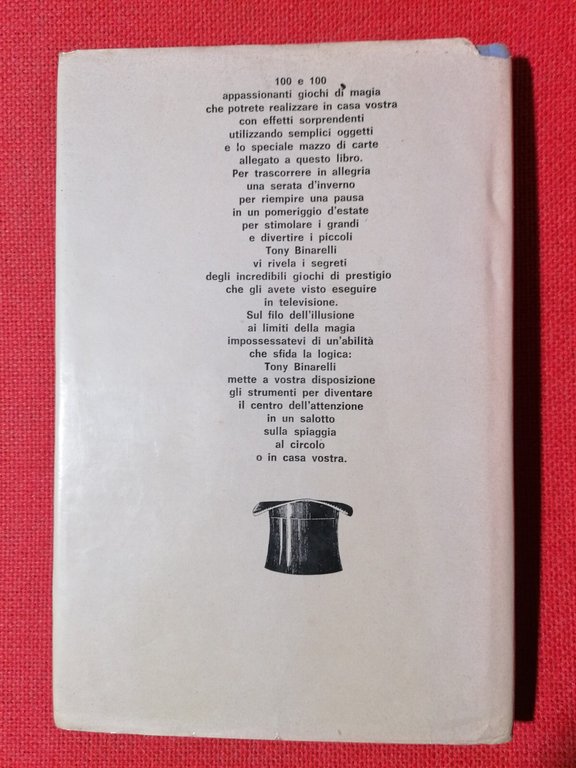 100 e 100
appassionanti giochi di magia
che potrete realizzare in casa vostra
con effetti sorprendenti
utilizzando semplici oggetti
e lo speciale mazzo di carte
allegato a questo libro.
Per trascorrere in allegria
una serata d'inverno
per riempire una pausa
in un pomeriggio d'estate
per stimolare i grandi
e divertire i piccoli
Tony Binarelli
vi rivela i segreti
degli incredibili giochi di prestigio
che gli avete visto eseguire
in televisione.
Sul filo dell'illusione
ai limiti della magia
impossessatevi di un'abilità
che sfida la logica:
Tony Binarelli
mette a vostra disposizione
gli strumenti per diventare
il centro dell'attenzione
in un salotto
sulla spiaggia
al circolo
o in casa vostra.